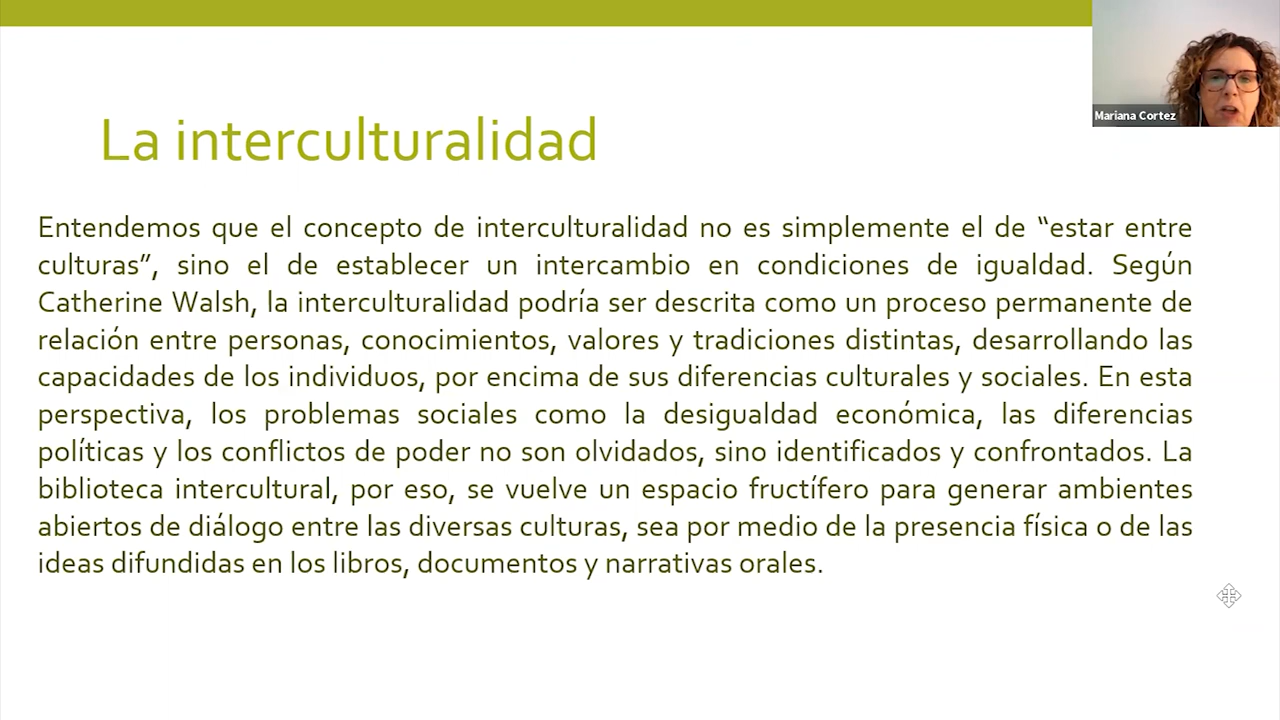 Mariana Cortez
La interculturalidad
Entendemos que el concepto de interculturalidad no es simplemente el de “estar entre
culturas”, sino el de establecer un intercambio en condiciones de igualdad. Según
Catherine Walsh, la interculturalidad podría ser descrita como un proceso permanente de
relación entre personas, conocimientos, valores y tradiciones distintas, desarrollando las
capacidades de los individuos, por encima de sus diferencias culturales y sociales. En esta
perspectiva, los problemas sociales como la desigualdad económica, las diferencias
políticas y los conflictos de poder no son olvidados, sino identificados y confrontados. La
biblioteca intercultural, por eso, se vuelve un espacio fructífero para generar ambientes
abiertos de diálogo entre las diversas culturas, sea por medio de la presencia física o de las
ideas difundidas en los libros, documentos y narrativas orales.